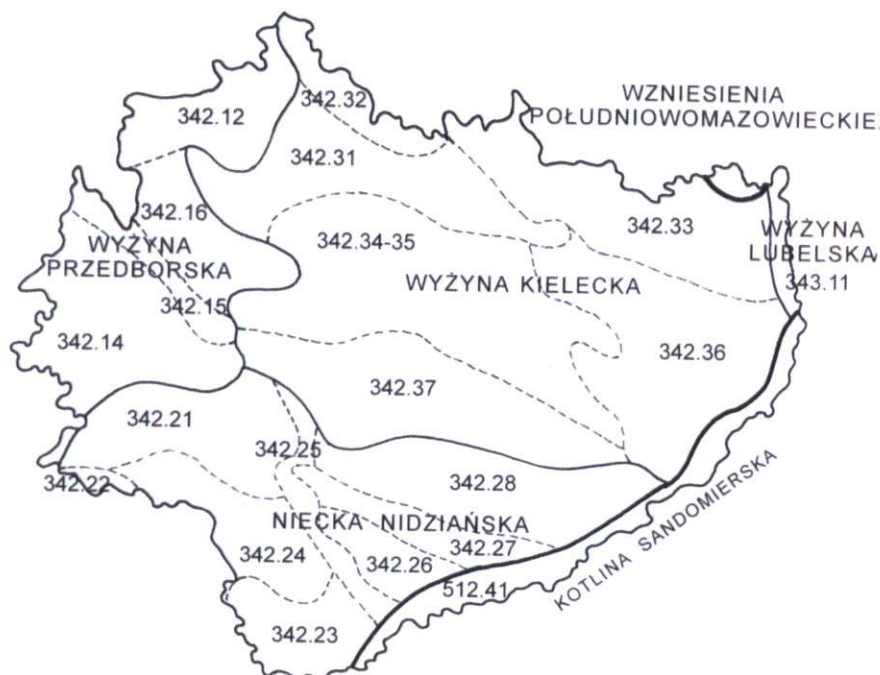 342.32
WZNIESIENIA
POŁUDNIOWOMAZOWIECKIE
342.12
342.31
342.16
342.33
WYŻYNA
PRZEDBORSKA
342.34-35
WYŻYNA
LUBELSKA
WYŻYNA KIELECKA
343.11
342.15
342.14
342.36
342.37
342.21
342.25
342.22
342.28
NIECKA NIDZIAŃSKA
342.24
342.27
342.26
512.41
KOTLINA SANDOMIERSKA
342.23